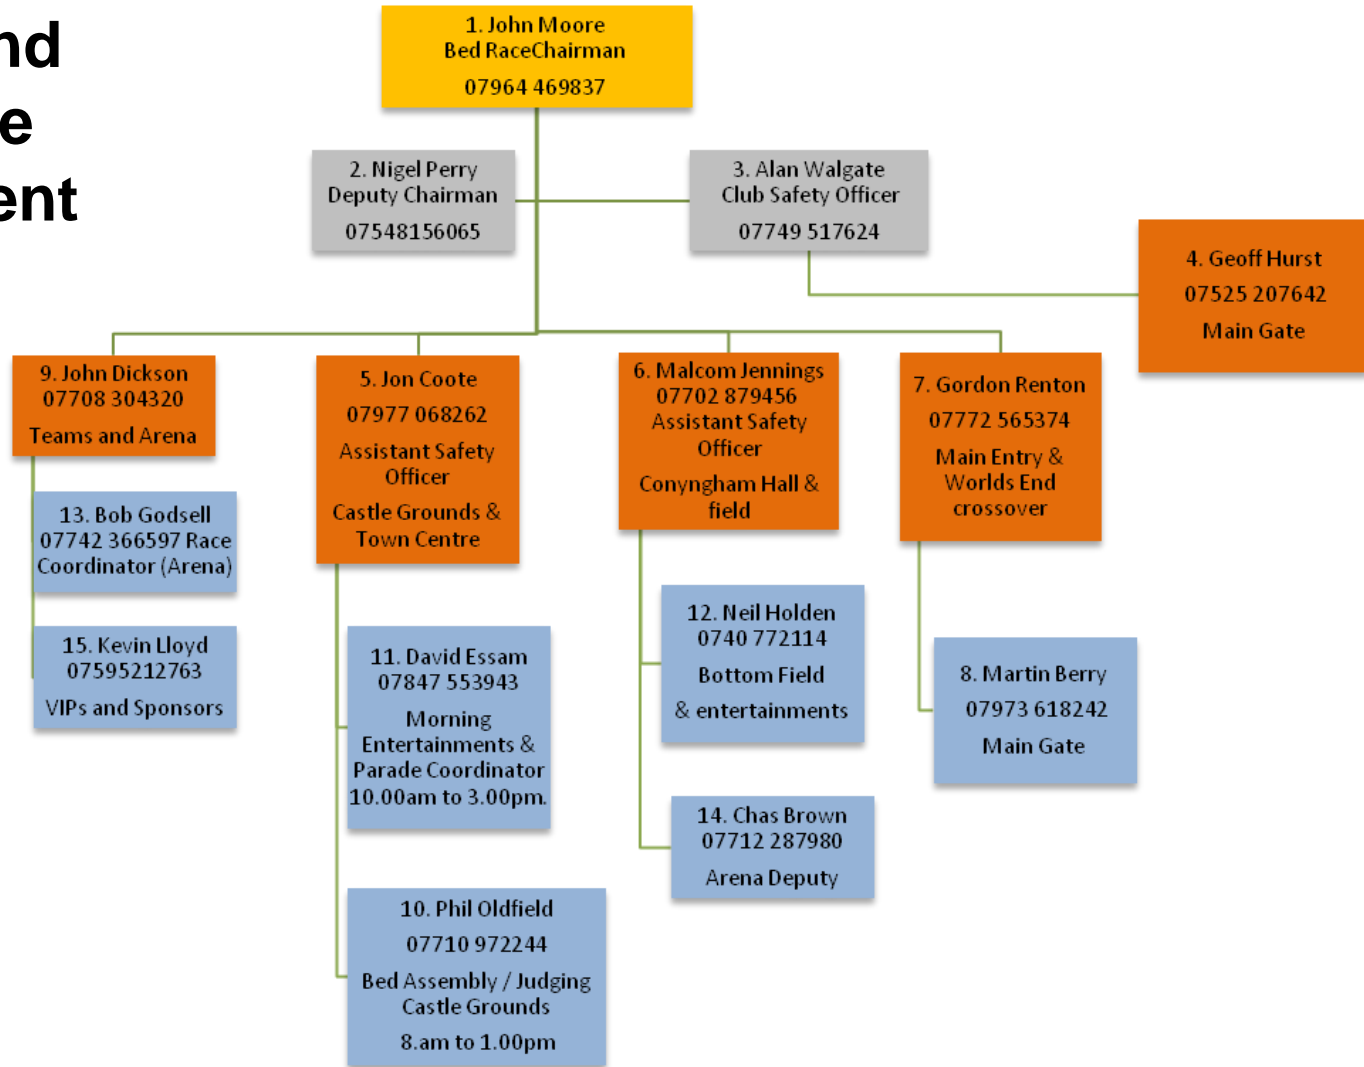 nd
e
ent
1. John Moore
Bed RaceChairman
07964 469837
2. Nigel Perry
Deputy Chairman
07548156065
3. Alan Walgate
Club Safety Officer
07749 517624
4. Geoff Hurst
07525 207642
Main Gate
9. John Dickson
07708 304320
Teams and Arena
5. Jon Coote
07977 068262
Assistant Safety
Officer
Castle Grounds &
Town Centre
6. Malcom Jennings
07702 879456
Assistant Safety
Officer
Conyngham Hall &
field
7. Gordon Renton
07772 565374
Main Entry &
Worlds End
crossover
13. Bob Godsell
07742 366597 Race
Coordinator (Arena)
15. Kevin Lloyd
07595212763
VIPs and Sponsors
11. David Essam
07847 553943
Morning
Entertainments &
Parade Coordinator
10.00am to 3.00pm.
10. Phil Oldfield
07710 972244
Bed Assembly / Judging
Castle Grounds
8.am to 1.00pm
12. Neil Holden
0740 772114
Bottom Field
& entertainments
14. Chas Brown
07712 287980
Arena Deputy
8. Martin Berry
07973 618242
Main Gate